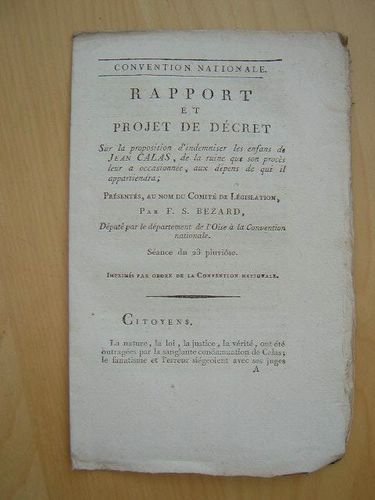 CONVENTION NATIONALE.
RAPPORT
ET
PROJET DE DÉCRET
Sur la proposition d'indemniser les enfans de
JEAN CALAS, de la ruine que son procès
leur a occasionnée, aux dépens de qui il
appartiendra;
PRÉSENTÉS, AU NOM DU COMITÉ DE LÉGISLATION,
PAR F. S. BEZARD,
Député par le département de l'Oise à la Convention
nationale.
Séance du 23 pluviôse.
IMPRIMÉS PAR ORDRE DE LA CONVENTION NATIONALE.
CITOYENS,
La nature, la loi, la justice, la vérité, ont été
outragées par la sanglante condamnation de Calas;
le fanatisme et l'erreur siégeoient avec ses juges
A